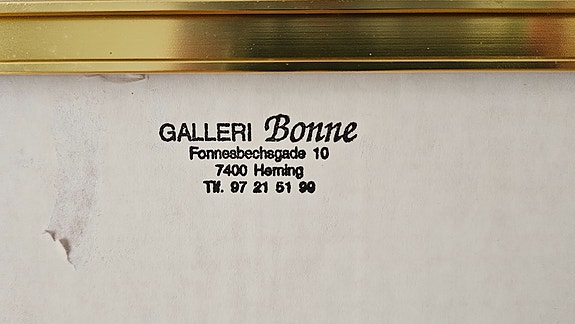 GALLERI Bonne
Fonnesbechsgade 10
7400 Herning
Tlf. 97 21 51 99